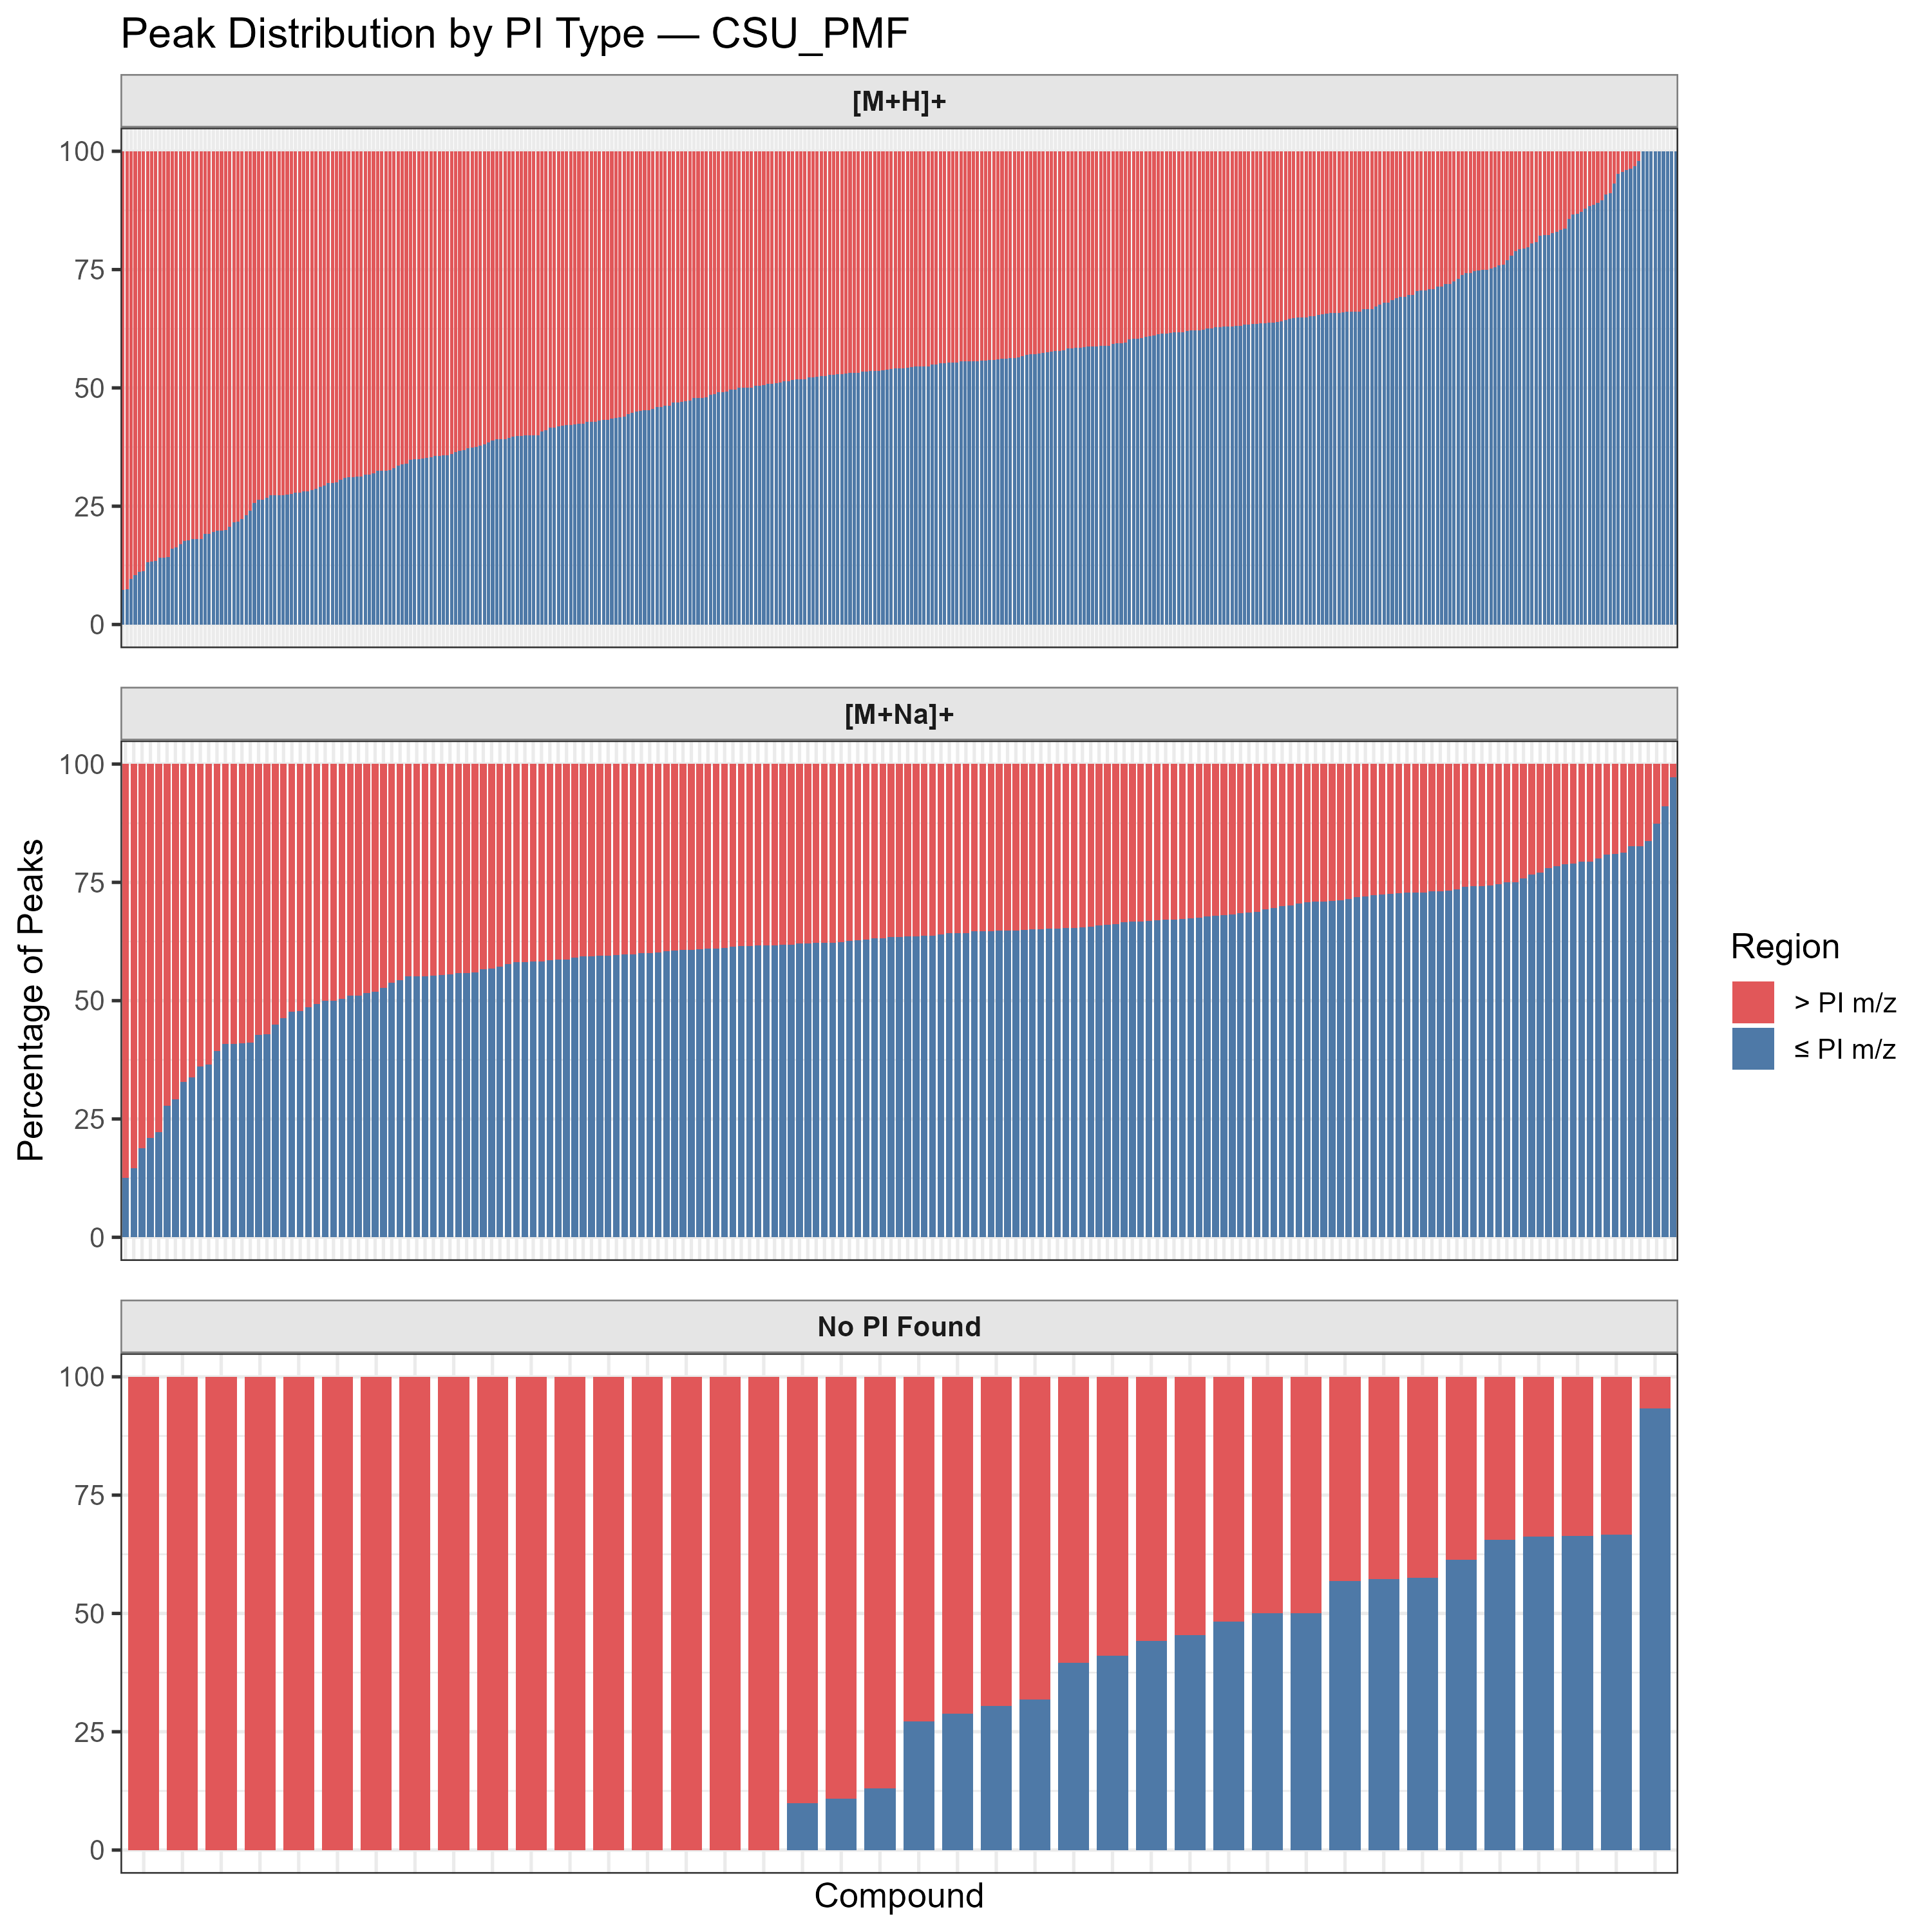 Peak Distribution by PI Type — CSU_PMF
[M+H]+
100
75
50
25
0
[M+Na]+
100
75
50
25
0
No PI Found
100
75
50
25
0
Percentage of Peaks
Compound
Region
> PI m/z
≤ PI m/z